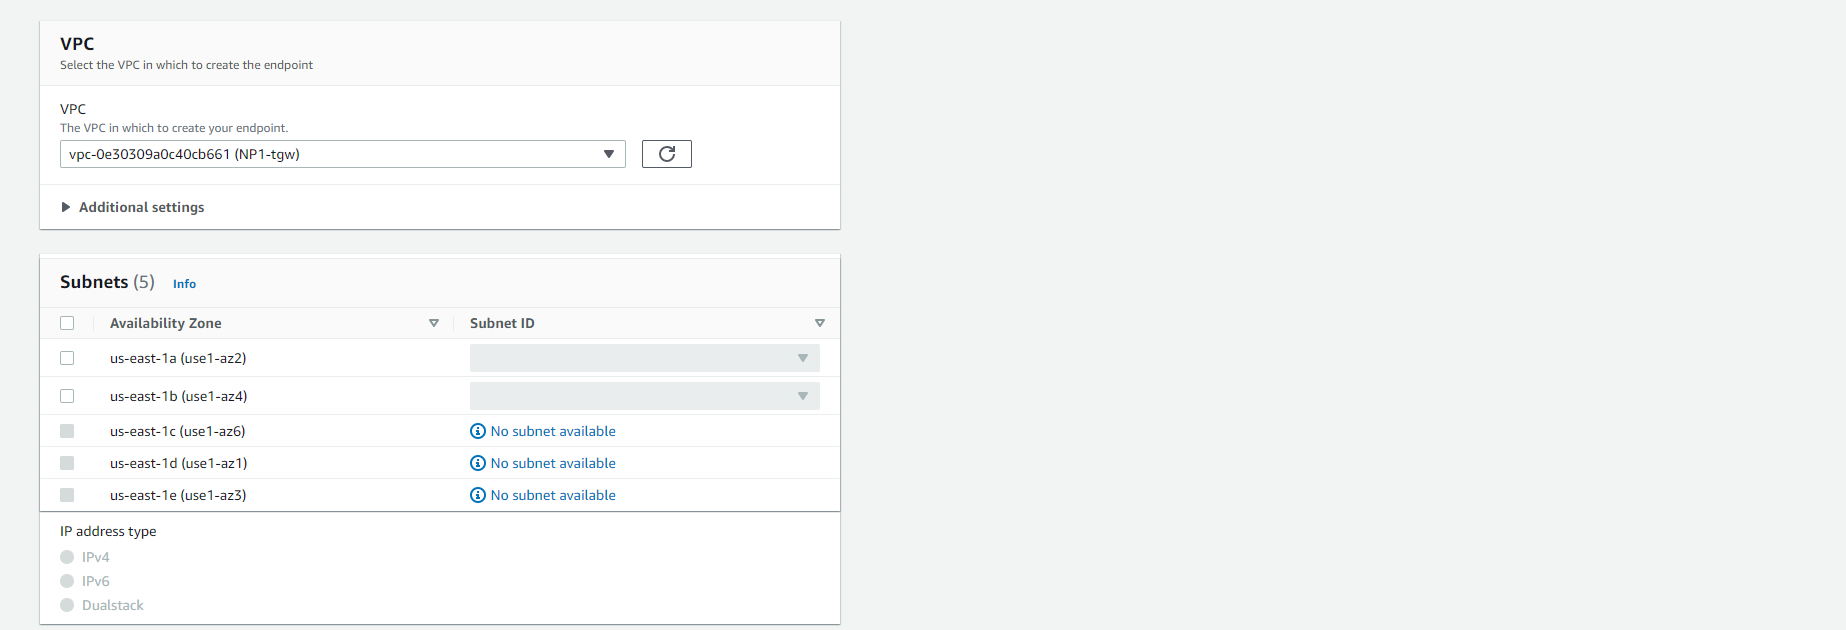 VPC
Select the VPC in which to create the endpoint
VPC
The VPC in which to create your endpoint.
vpc-0e30309a0c40cb661 (NP1-tgw)
Additional settings
Subnets (5) Info
Availability Zone Subnet ID
us-east-1a (use1-az2)
us-east-1b (use1-az4)
us-east-1c (use1-az6) No subnet available
us-east-1d (use1-az1) No subnet available
us-east-1e (use1-az3) No subnet available
IP address type
IPv4
IPv6
Dualstack